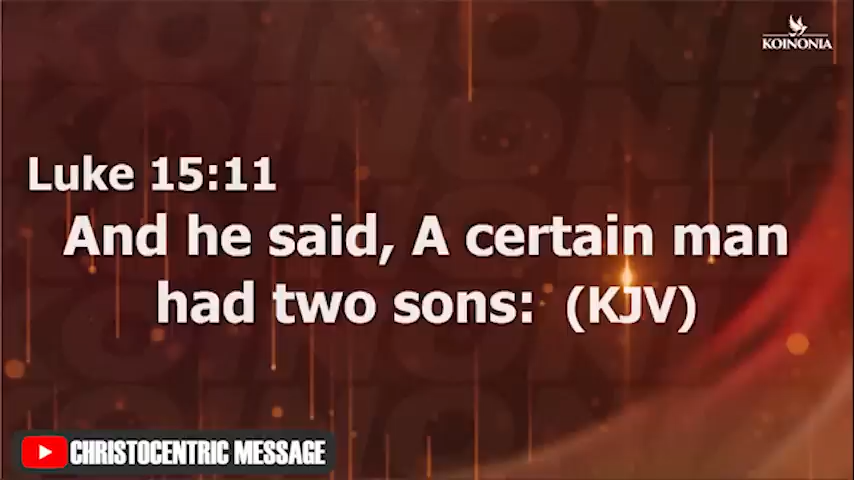 KOINONIA
Luke 15:11
And he said, A certain man
had two sons: (KJV)
CHRISTOCENTRIC MESSAGE